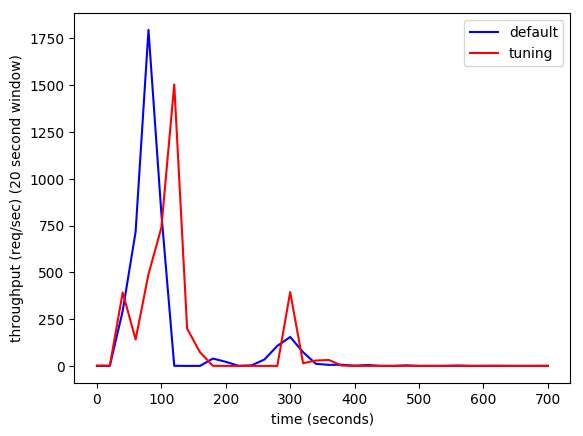 default
tuning
throughput (req/sec) (20 second window)
1750
1500
1250
1000
750
500
250
0
0 100 200 300 400 500 600 700
time (seconds)